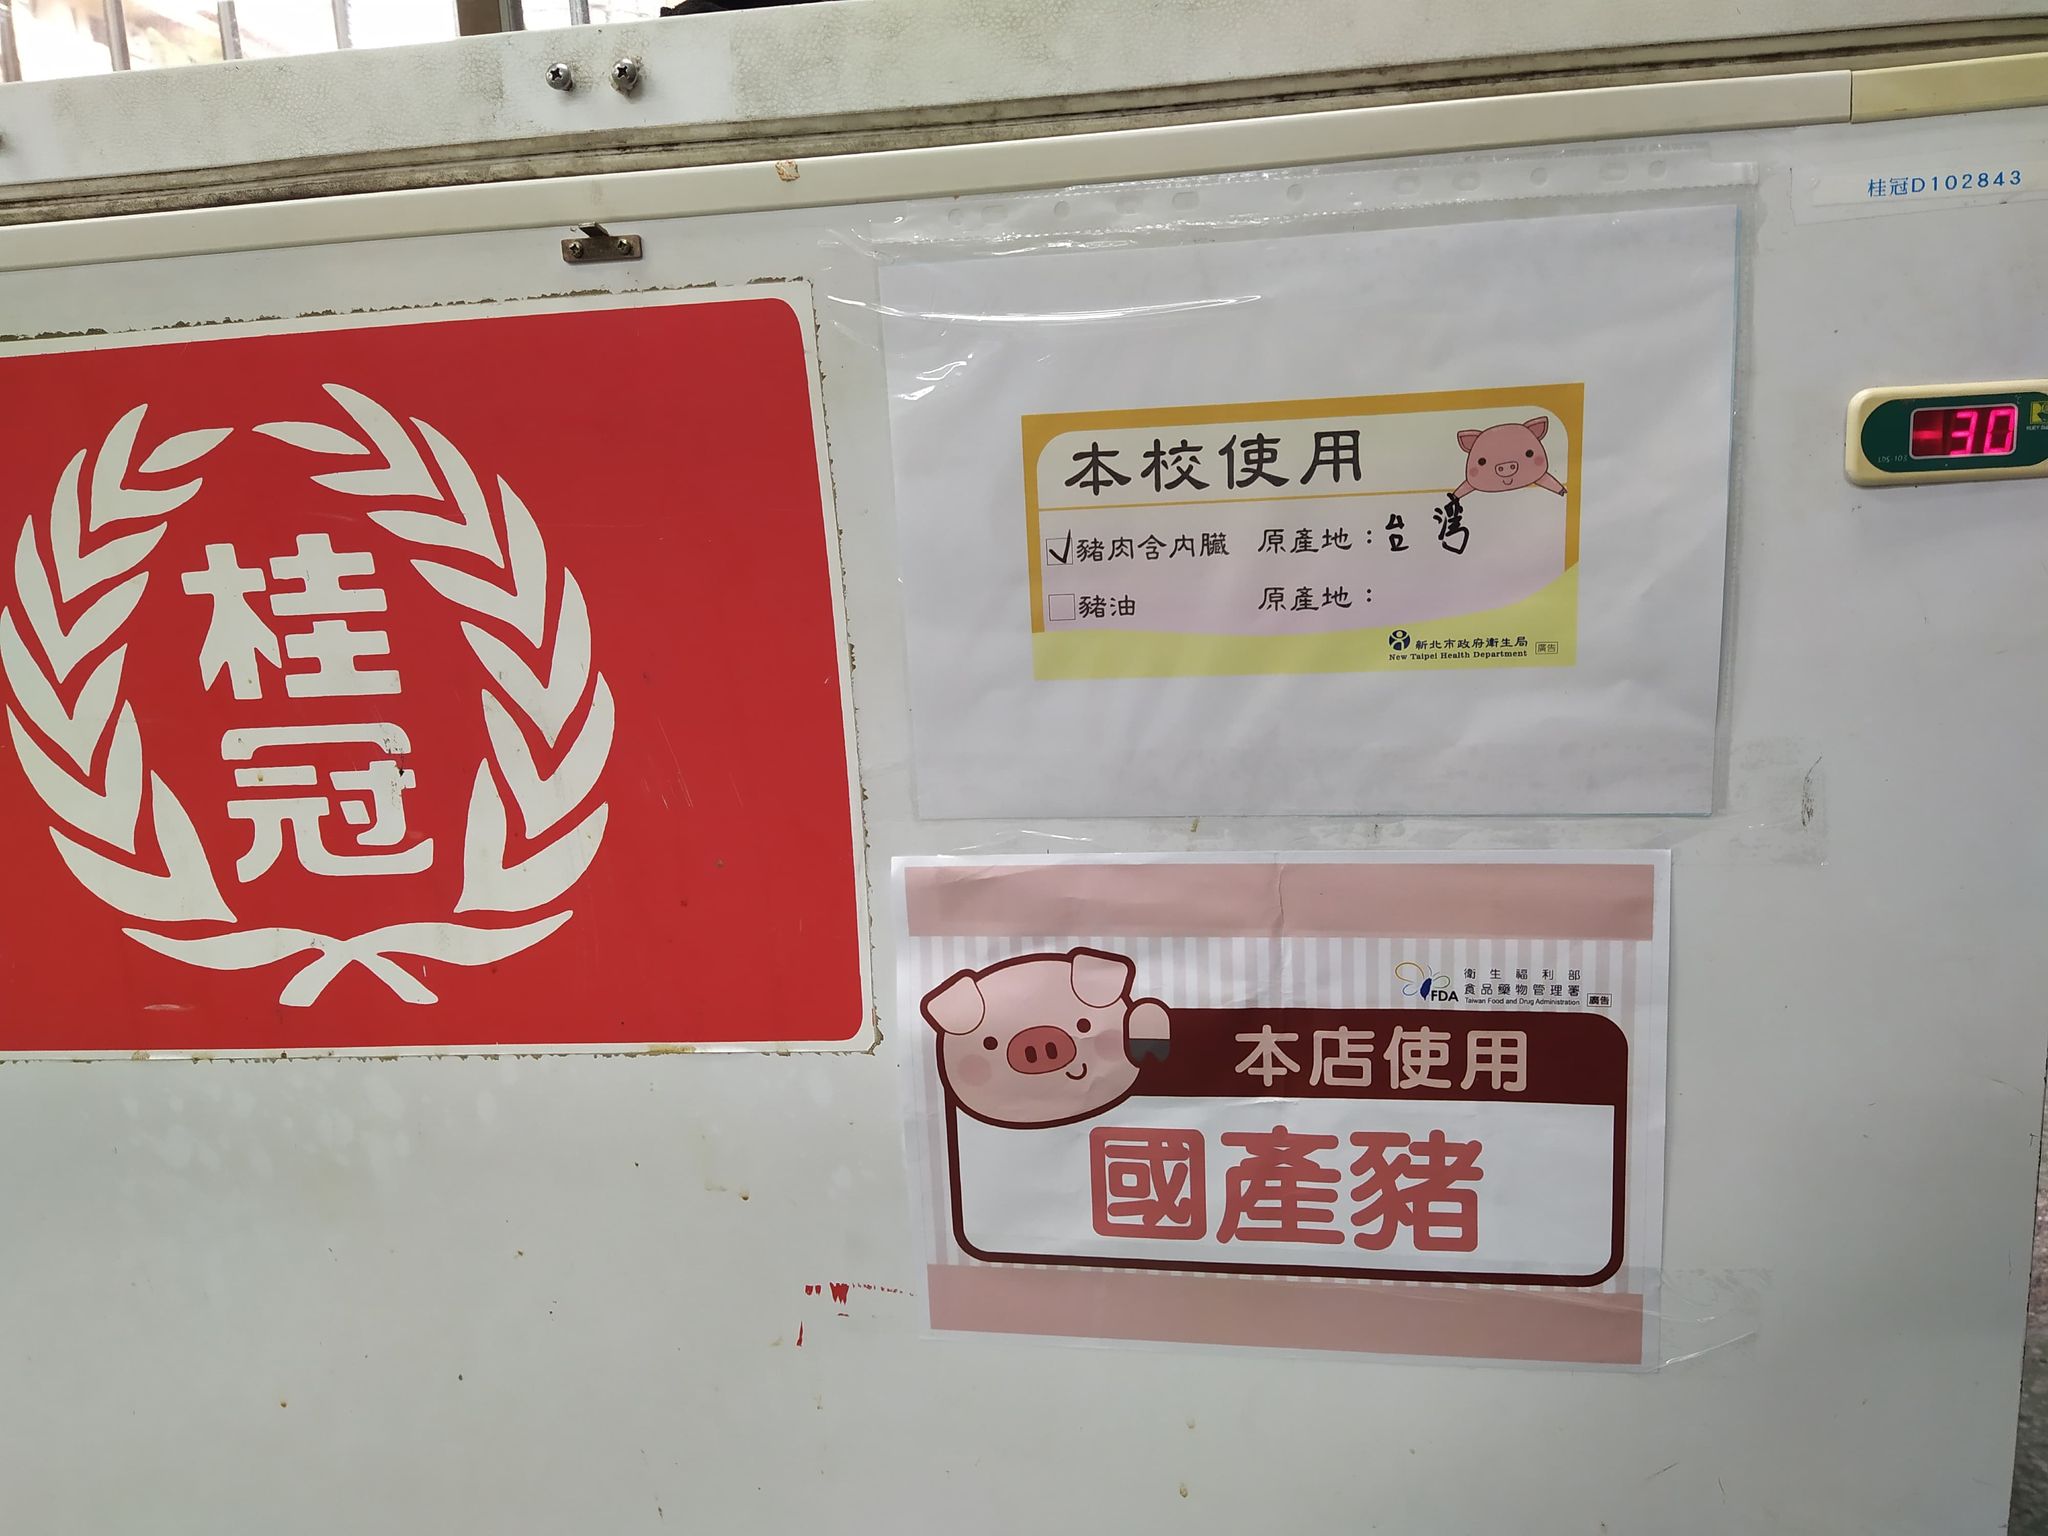 桂冠D102843
-30
LDS-103
桂
冠
本校使用
豬肉含內臟 原產地：台灣
豬油 原產地：
新北市政府衛生局 廣告
New Taipei Health Department
衛生福利部
FDA 食品藥物管理署
Taiwan Food and Drug Administration 廣告
本店使用
國產豬